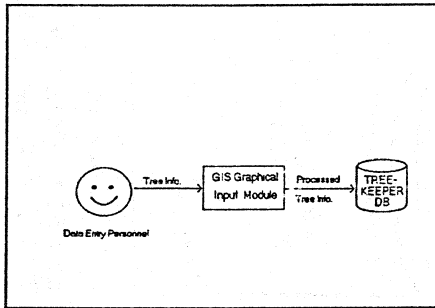 Tree Info.
GIS Graphical
Input Module
Processed
Tree Info.
TREE-
KEEPER
DB
Data Entry Personnel